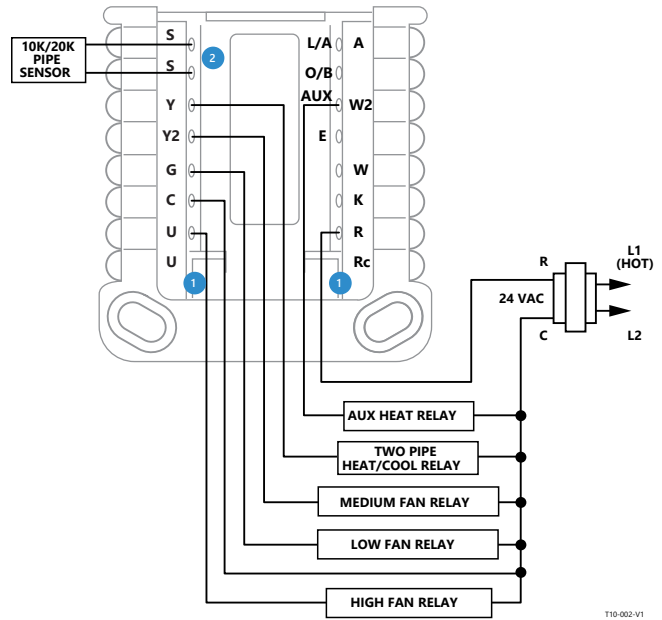 10K/20K
PIPE
SENSOR
S
S
Y
Y2
G
C
U
U
2
1
L/A
A
O/B
AUX
W2
E
W
K
R
Rc
1
R
24 VAC
C
L1
(HOT)
L2
AUX HEAT RELAY
TWO PIPE
HEAT/COOL RELAY
MEDIUM FAN RELAY
LOW FAN RELAY
HIGH FAN RELAY
T10-002-V1